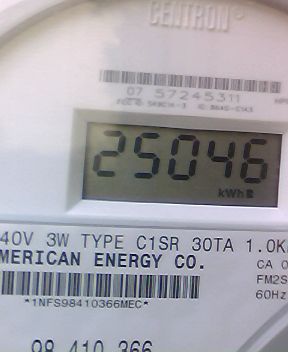 CENTRON®
07 57245311
25046
kWh
40V 3W TYPE C1SR 30TA 1.0K
MERICAN ENERGY CO.
CA 0
FM2S
*1NFS98410366MEC*
60Hz
98 410 366